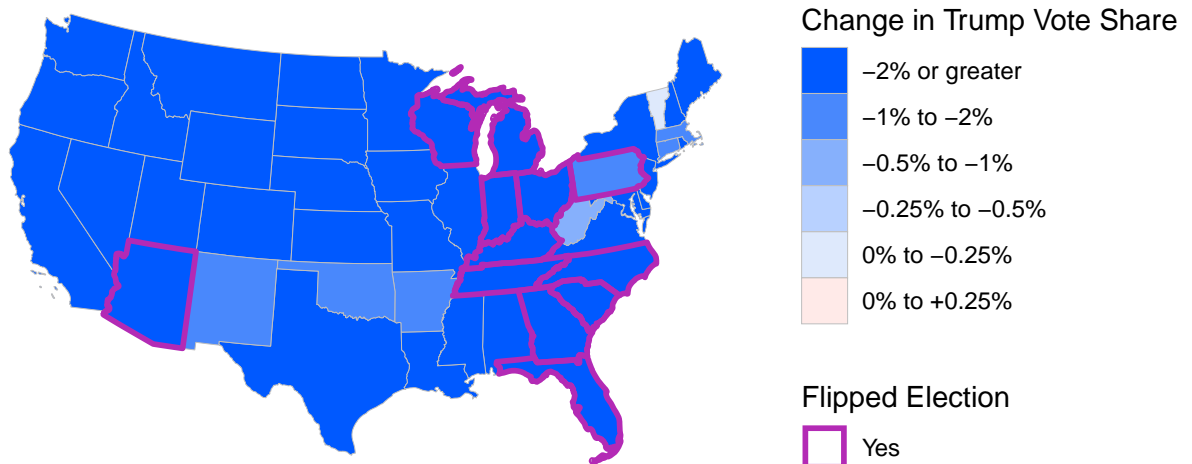 Change in Trump Vote Share
−2% or greater
−1% to −2%
−0.5% to −1%
−0.25% to −0.5%
0% to −0.25%
0% to +0.25%
Flipped Election
Yes